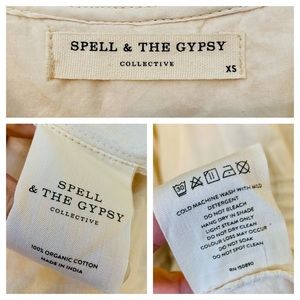 SPELL & THE GYPSY
COLLECTIVE
XS
SPELL
& THE GYPSY
COLLECTIVE
100% ORGANIC COTTON
MADE IN INDIA
COLD MACHINE WASH WITH MILD
DETERGENT
DO NOT BLEACH
HANG DRY IN SHADE
LIGHT STEAM ONLY
DO NOT TUMBLE DRY
COLOUR LOSS MAY OCCUR
DO NOT SOAK
DO NOT SPOT CLEAN
RN 150890